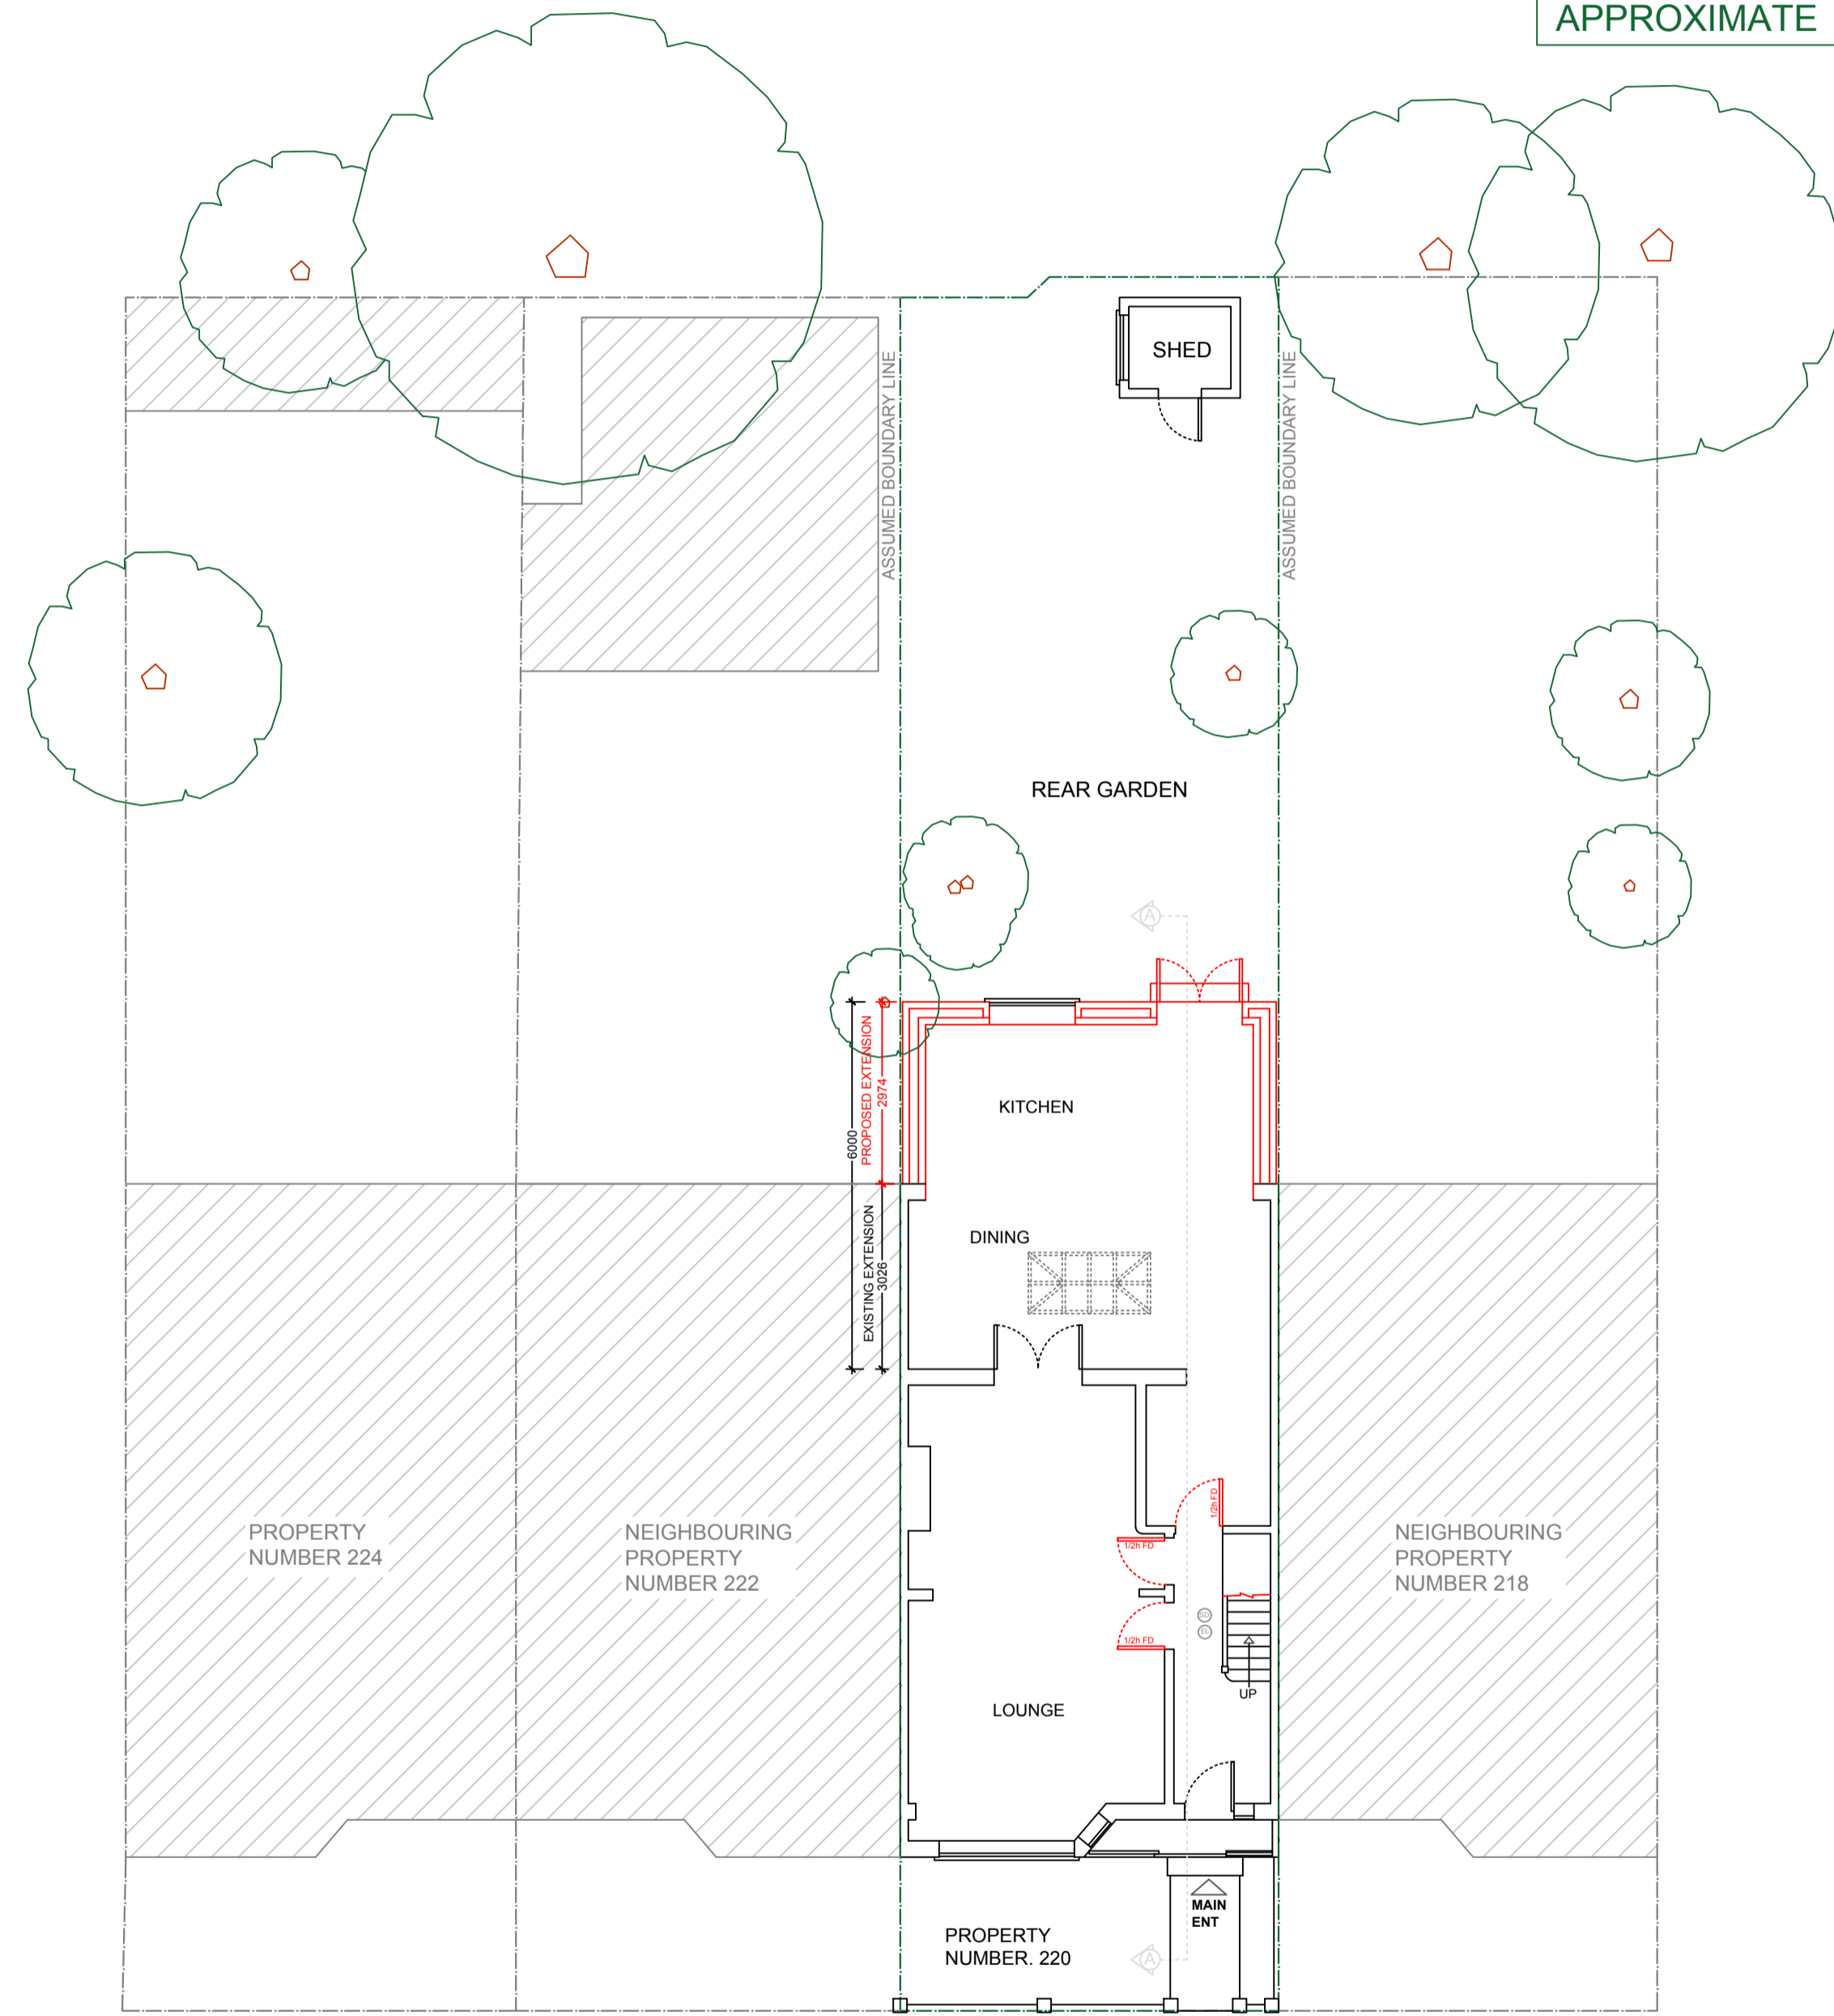 APPROXIMATE
SHED
ASSUMED BOUNDARY LINE
ASSUMED BOUNDARY LINE
REAR GARDEN
A
PROPOSED EXTENSION
2974
6000
KITCHEN
DINING
EXISTING EXTENSION
3026
1/2h FD
1/2h FD
1/2h FD
PROPERTY
NUMBER 224
NEIGHBOURING
PROPERTY
NUMBER 222
NEIGHBOURING
PROPERTY
NUMBER 218
SD
EL
UP
LOUNGE
MAIN
ENT
PROPERTY
NUMBER. 220
A